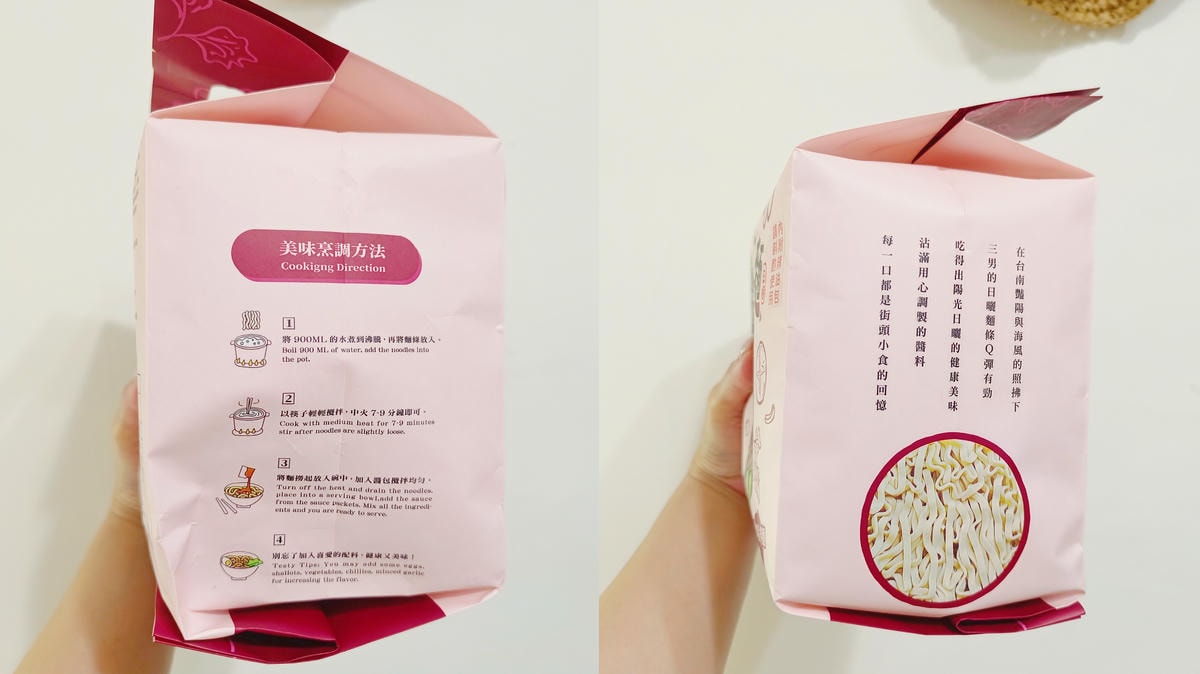 美味烹調方法
Cookigng Direction
1
將 900ML 的水煮到沸騰，再將麵條放入。
Boil 900 ML of water, add the noodles into
the pot.
2
以筷子輕輕攪拌，中火 7-9 分鐘即可。
Cook with medium heat for 7-9 minutes
stir after noodles are slightly loose.
3
將麵撈起放入碗中，加入醬包攪拌均勻。
Turn off the heat and drain the noodles,
place into a serving bowl,add the sauce
from the sauce packets. Mix all the ingredi-
ents and you are ready to serve.
4
別忘了加入喜愛的配料，健康又美味！
Testy Tips: You may add some eggs,
shallots, vegetables, chillies, minced garlic
for increasing the flavor.
在台南豔陽與海風的照拂下
三男的日曬麵條Q彈有勁
吃得出陽光日曬的健康美味
沾滿用心調製的醬料
每一口都是街頭小食的回憶